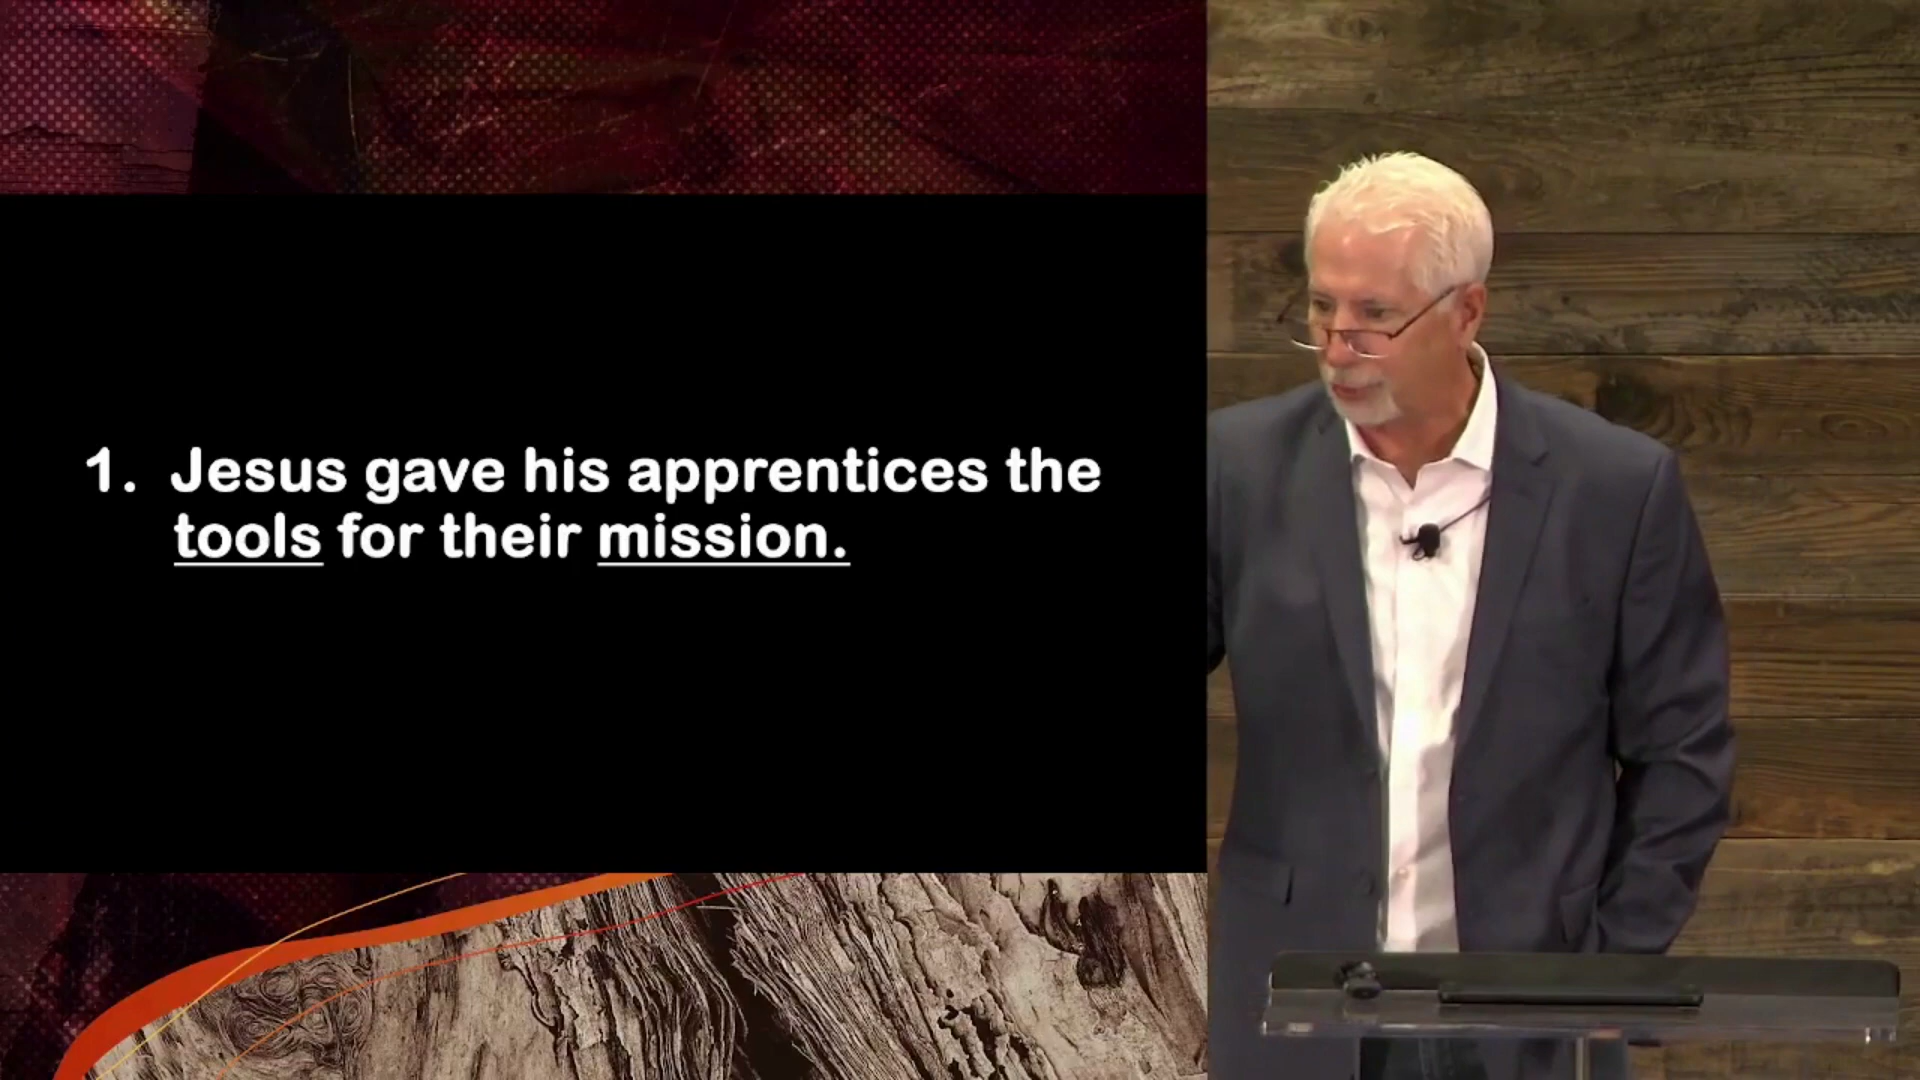 1. Jesus gave his apprentices the
tools for their mission.